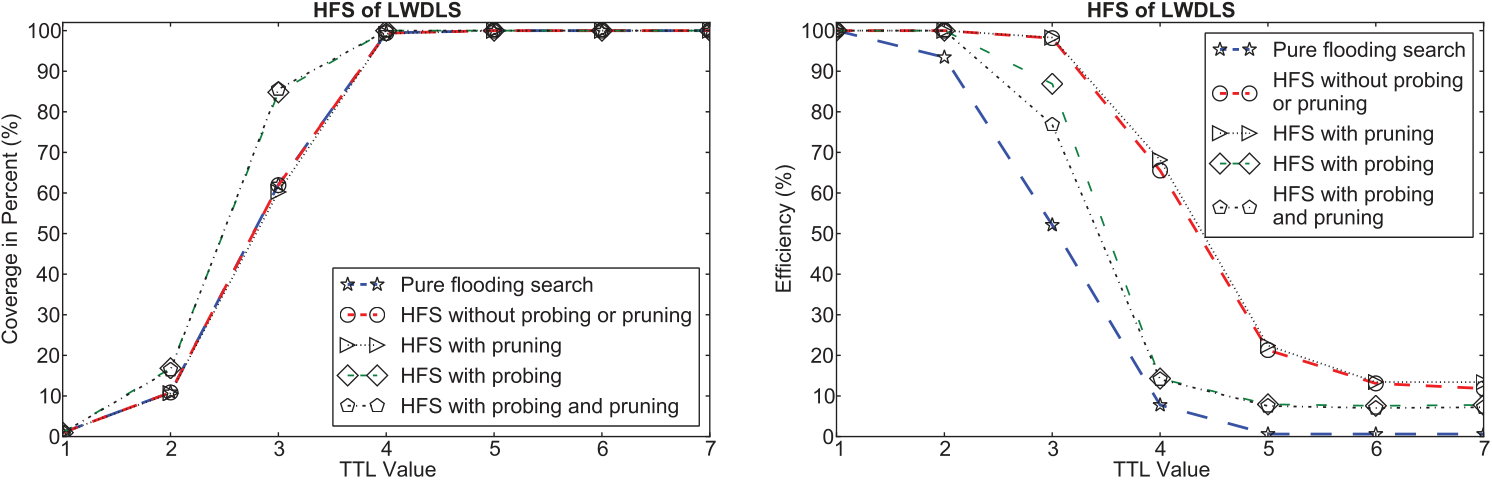 HFS of LWDLS
100
90
80
70
60
50
40
30
20
10
0
Coverage in Percent (%)
1 2 3 4 5 6 7
TTL Value
Pure flooding search
HFS without probing or pruning
HFS with pruning
HFS with probing
HFS with probing and pruning
HFS of LWDLS
100
90
80
70
60
50
40
30
20
10
0
Efficiency (%)
1 2 3 4 5 6 7
TTL Value
Pure flooding search
HFS without probing
or pruning
HFS with pruning
HFS with probing
HFS with probing
and pruning